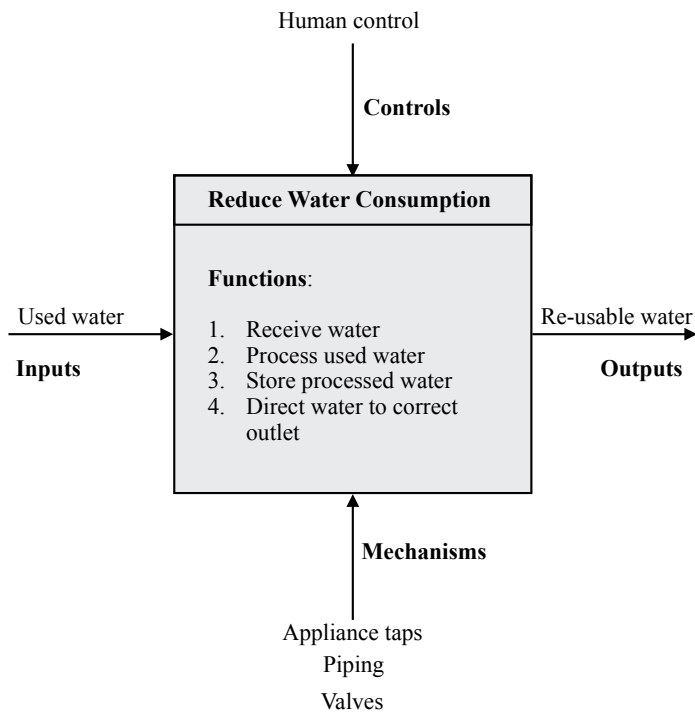 Human control
Controls
Reduce Water Consumption
Functions:
1. Receive water
2. Process used water
3. Store processed water
4. Direct water to correct
outlet
Used water
Inputs
Re-usable water
Outputs
Mechanisms
Appliance taps
Piping
Valves